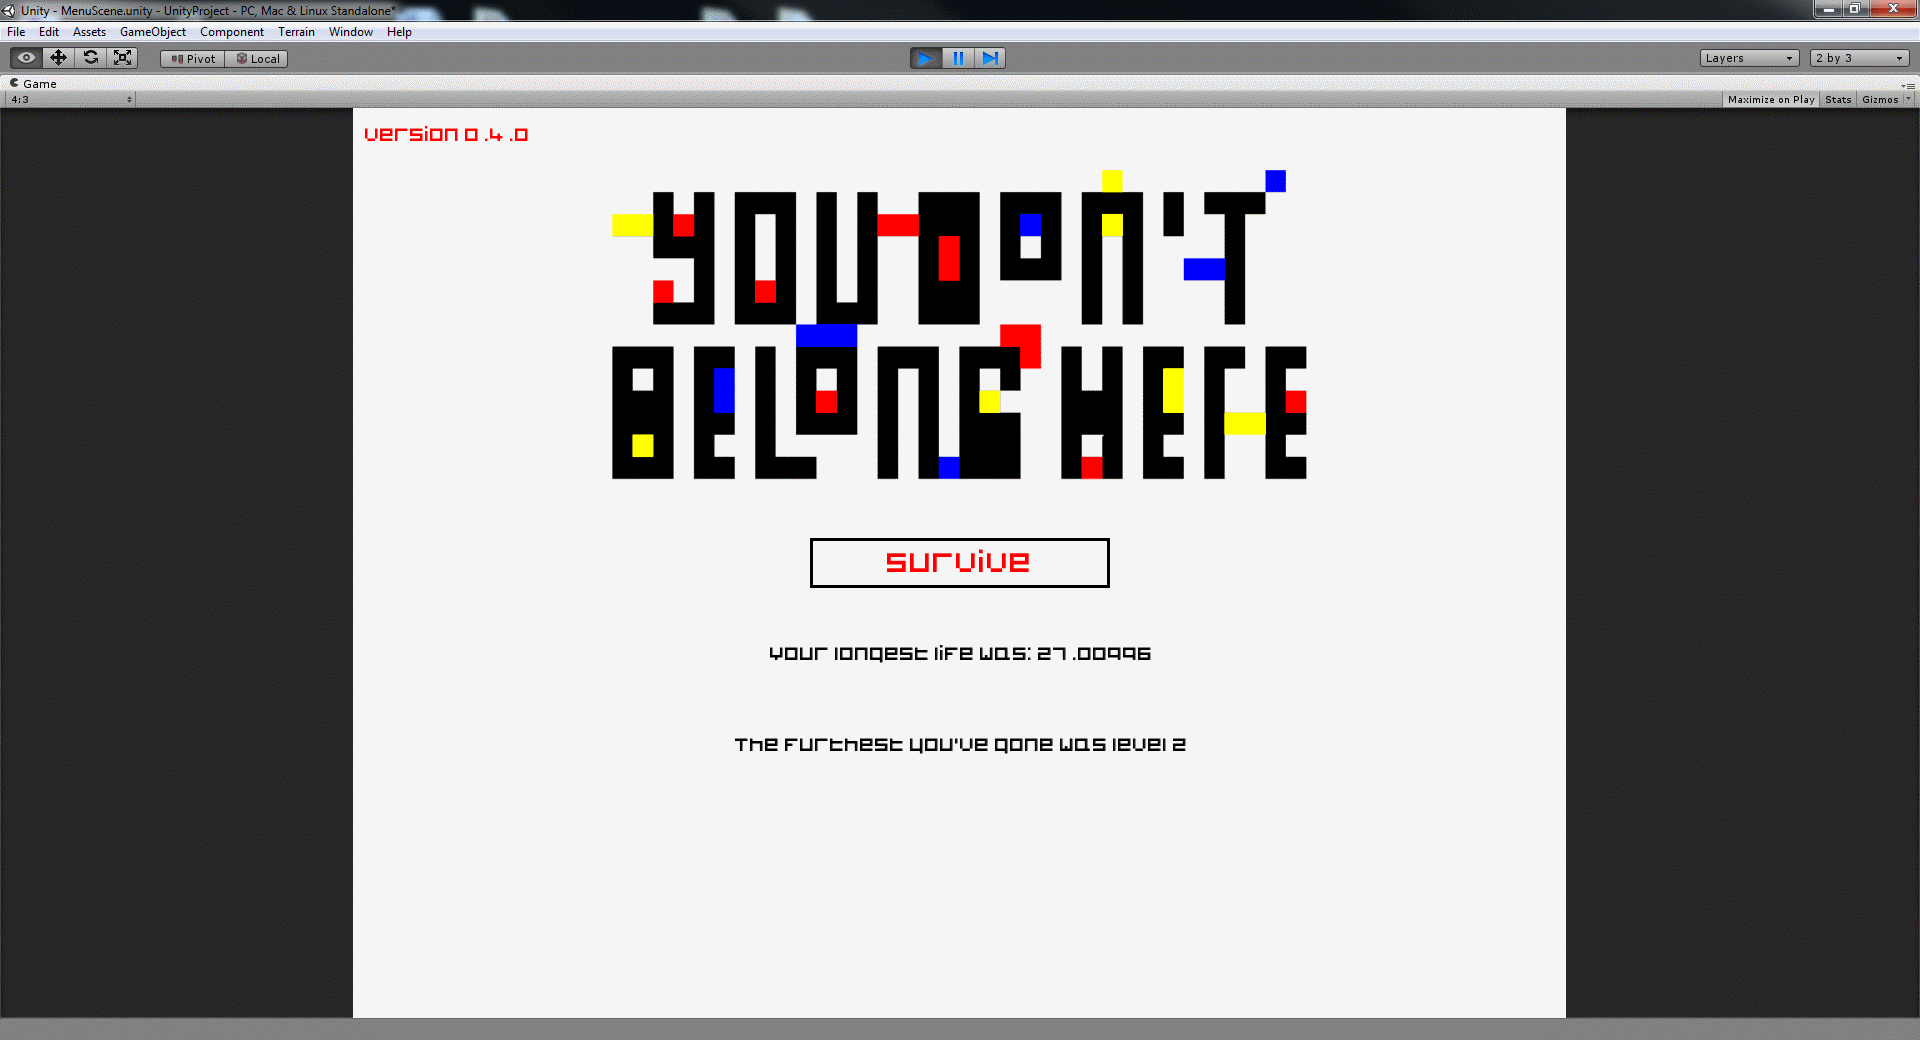 Unity - MenuScene.unity - UnityProject - PC, Mac & Linux Standalone*
File Edit Assets GameObject Component Terrain Window Help
Pivot Local Layers 2 by 3
Game
4:3 Maximize on Play Stats Gizmos
version 0.4.0
YOU DON'T
BELONG HERE
survive
your longest life was: 27.00996
The furthest you've gone was level 2